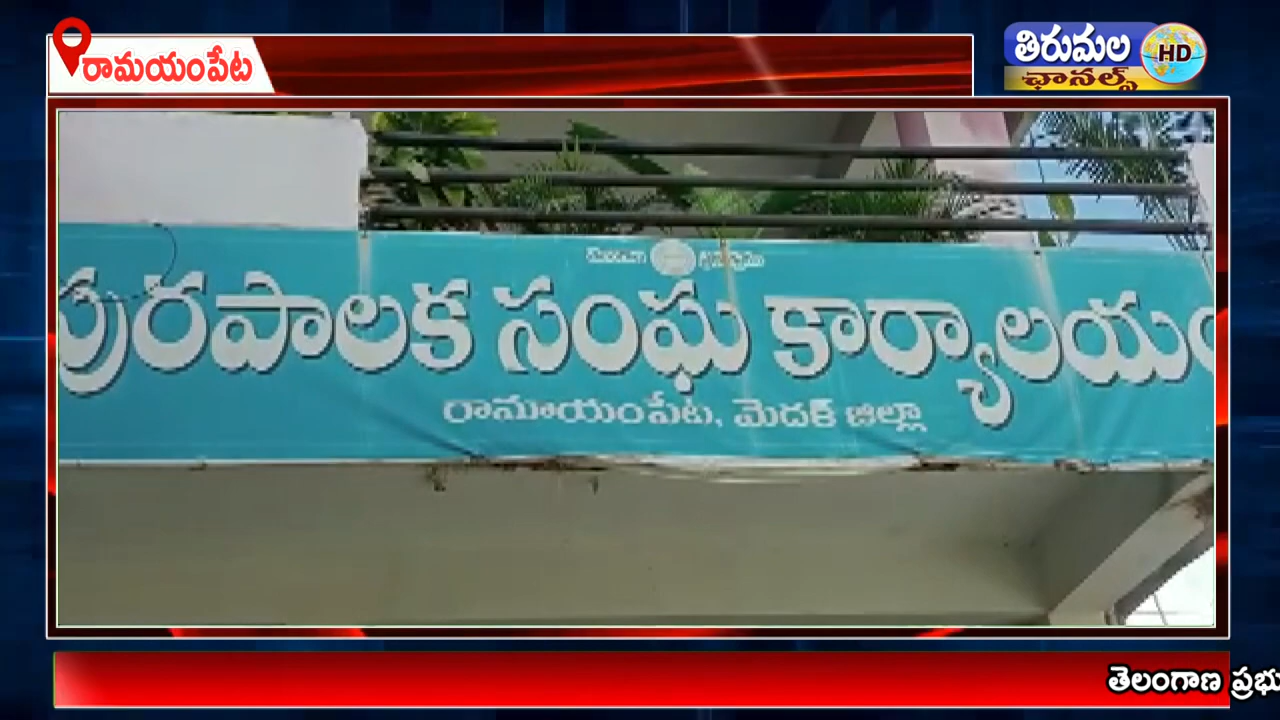 రామయంపేట
తిరుమల
HD
ఛానల్స్
పురపాలక సంఘ కార్యాలయం
రామాయంపేట, మెదక్ జిల్లా
తెలంగాణ ప్రభు